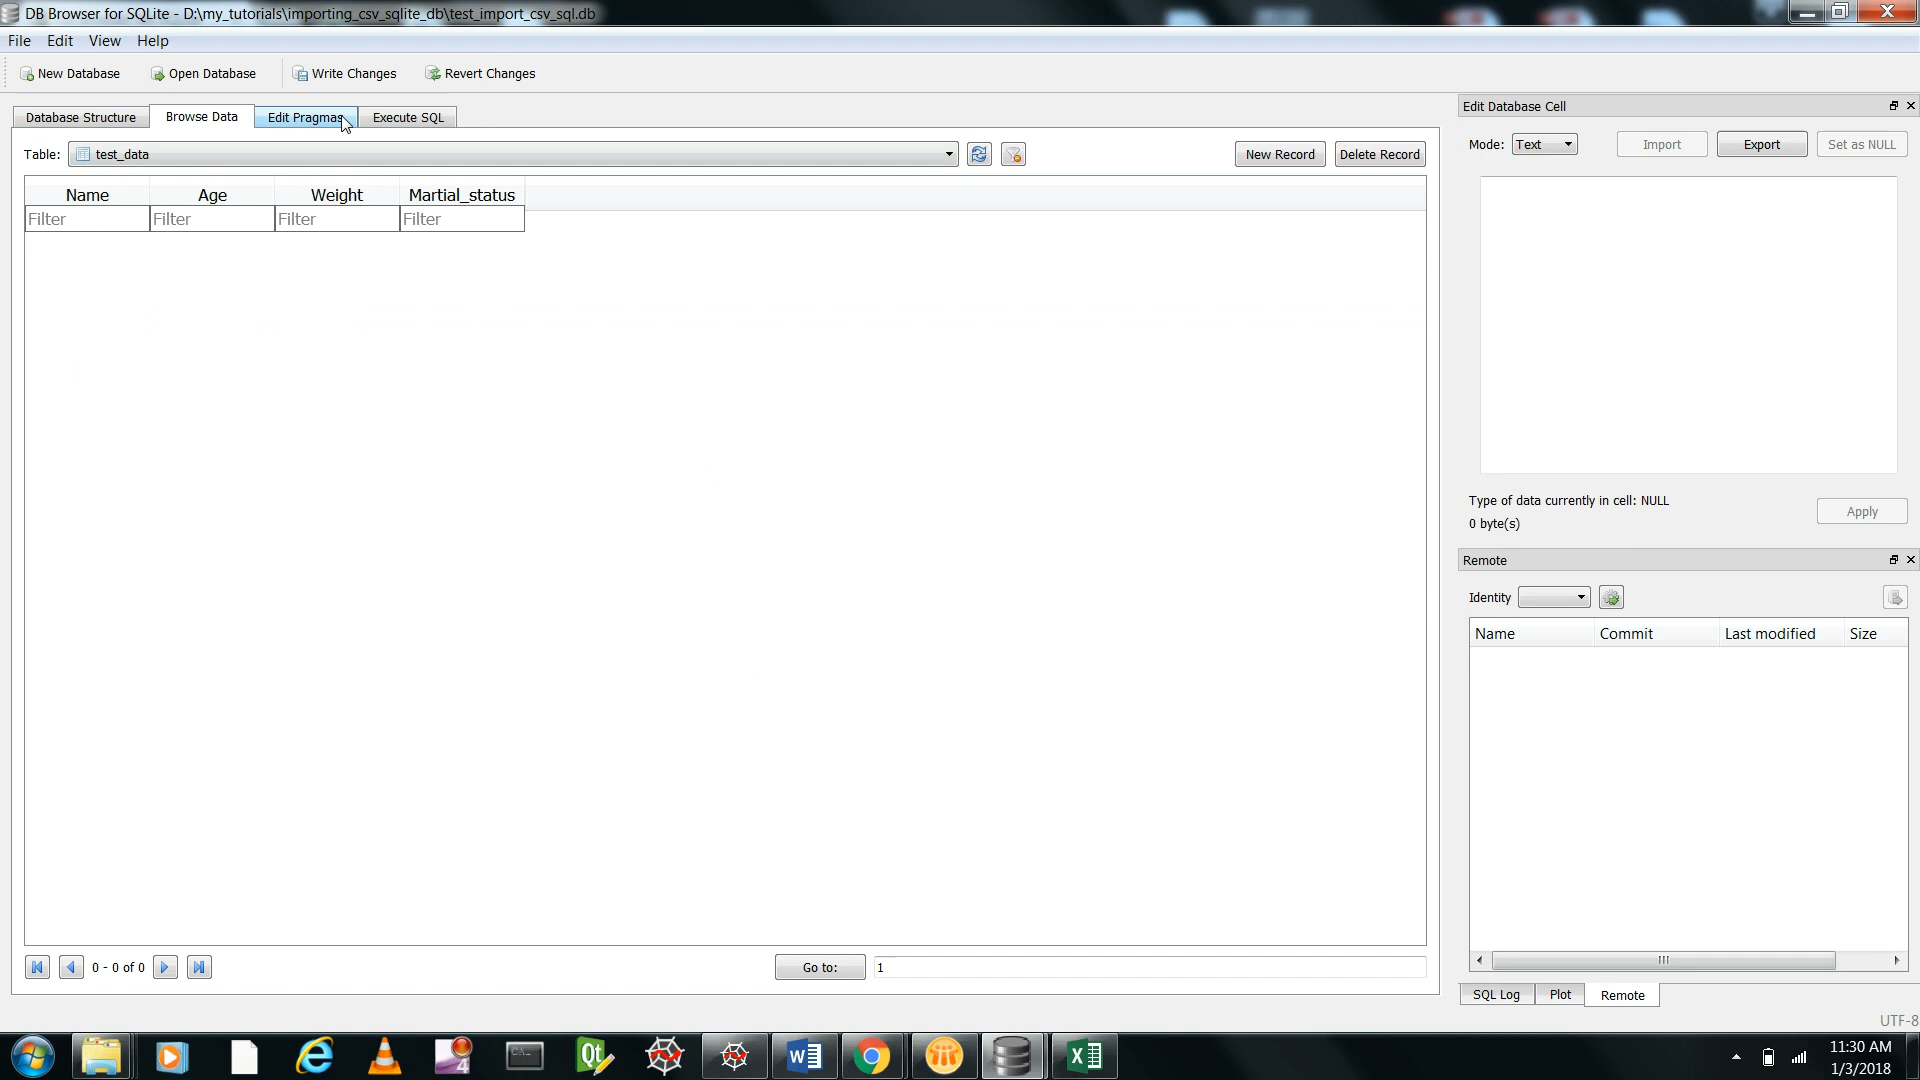 DB Browser for SQLite - D:\my_tutorials\importing_csv_sqlite_db\test_import_csv_sql.db
File Edit View Help
New Database Open Database Write Changes Revert Changes
Database Structure Browse Data Edit Pragmas Execute SQL
Table: test_data New Record Delete Record
Name Age Weight Martial_status
Filter Filter Filter Filter
0 - 0 of 0 Go to: 1
Edit Database Cell
Mode: Text Import Export Set as NULL
Type of data currently in cell: NULL
0 byte(s)
Apply
Remote
Identity
Name Commit Last modified Size
SQL Log Plot Remote
UTF-8
11:30 AM
1/3/2018